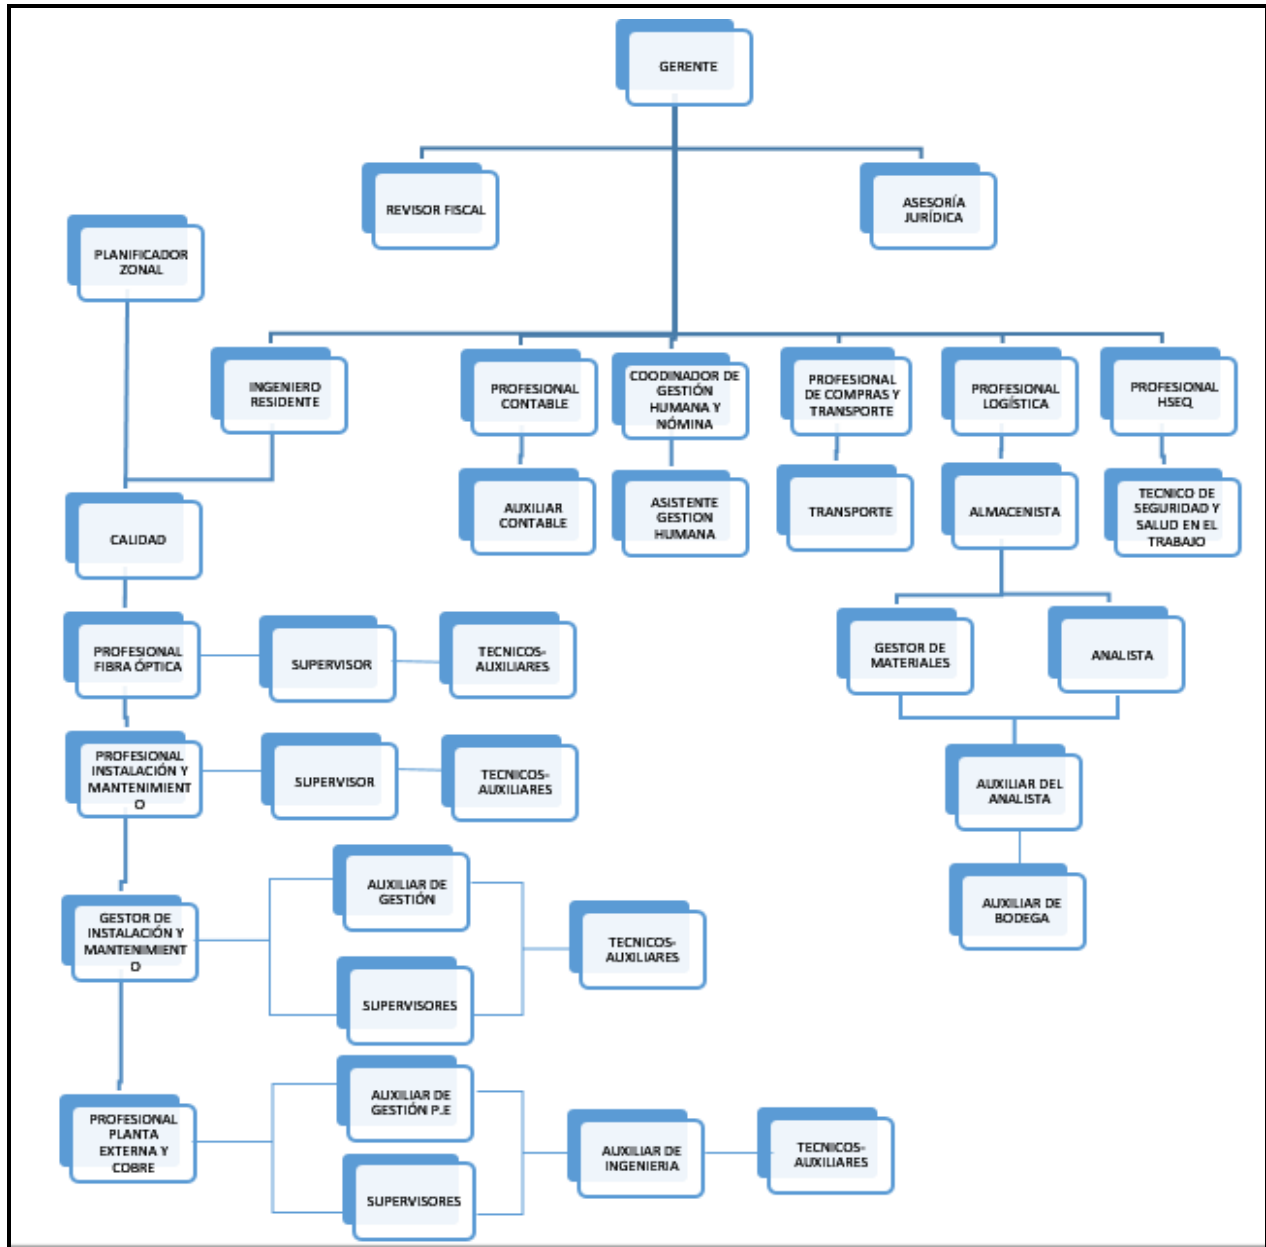 GERENTE
REVISOR FISCAL
ASESORÍA
JURÍDICA
PLANIFICADOR
ZONAL
INGENIERO
RESIDENTE
PROFESIONAL
CONTABLE
COODINADOR DE
GESTIÓN
HUMANA Y
NÓMINA
PROFESIONAL
DE COMPRAS Y
TRANSPORTE
PROFESIONAL
LOGÍSTICA
PROFESIONAL
HSEQ
AUXILIAR
CONTABLE
ASISTENTE
GESTION
HUMANA
TRANSPORTE
ALMACENISTA
TECNICO DE
SEGURIDAD Y
SALUD EN EL
TRABAJO
CALIDAD
PROFESIONAL
FIBRA ÓPTICA
SUPERVISOR
TECNICOS-
AUXILIARES
GESTOR DE
MATERIALES
ANALISTA
PROFESIONAL
INSTALACIÓN Y
MANTENIMIENT
O
SUPERVISOR
TECNICOS-
AUXILIARES
AUXILIAR DEL
ANALISTA
AUXILIAR DE
BODEGA
GESTOR DE
INSTALACIÓN Y
MANTENIMIENT
O
AUXILIAR DE
GESTIÓN
SUPERVISORES
TECNICOS-
AUXILIARES
PROFESIONAL
PLANTA
EXTERNA Y
COBRE
AUXILIAR DE
GESTIÓN P.E
SUPERVISORES
AUXILIAR DE
INGENIERIA
TECNICOS-
AUXILIARES